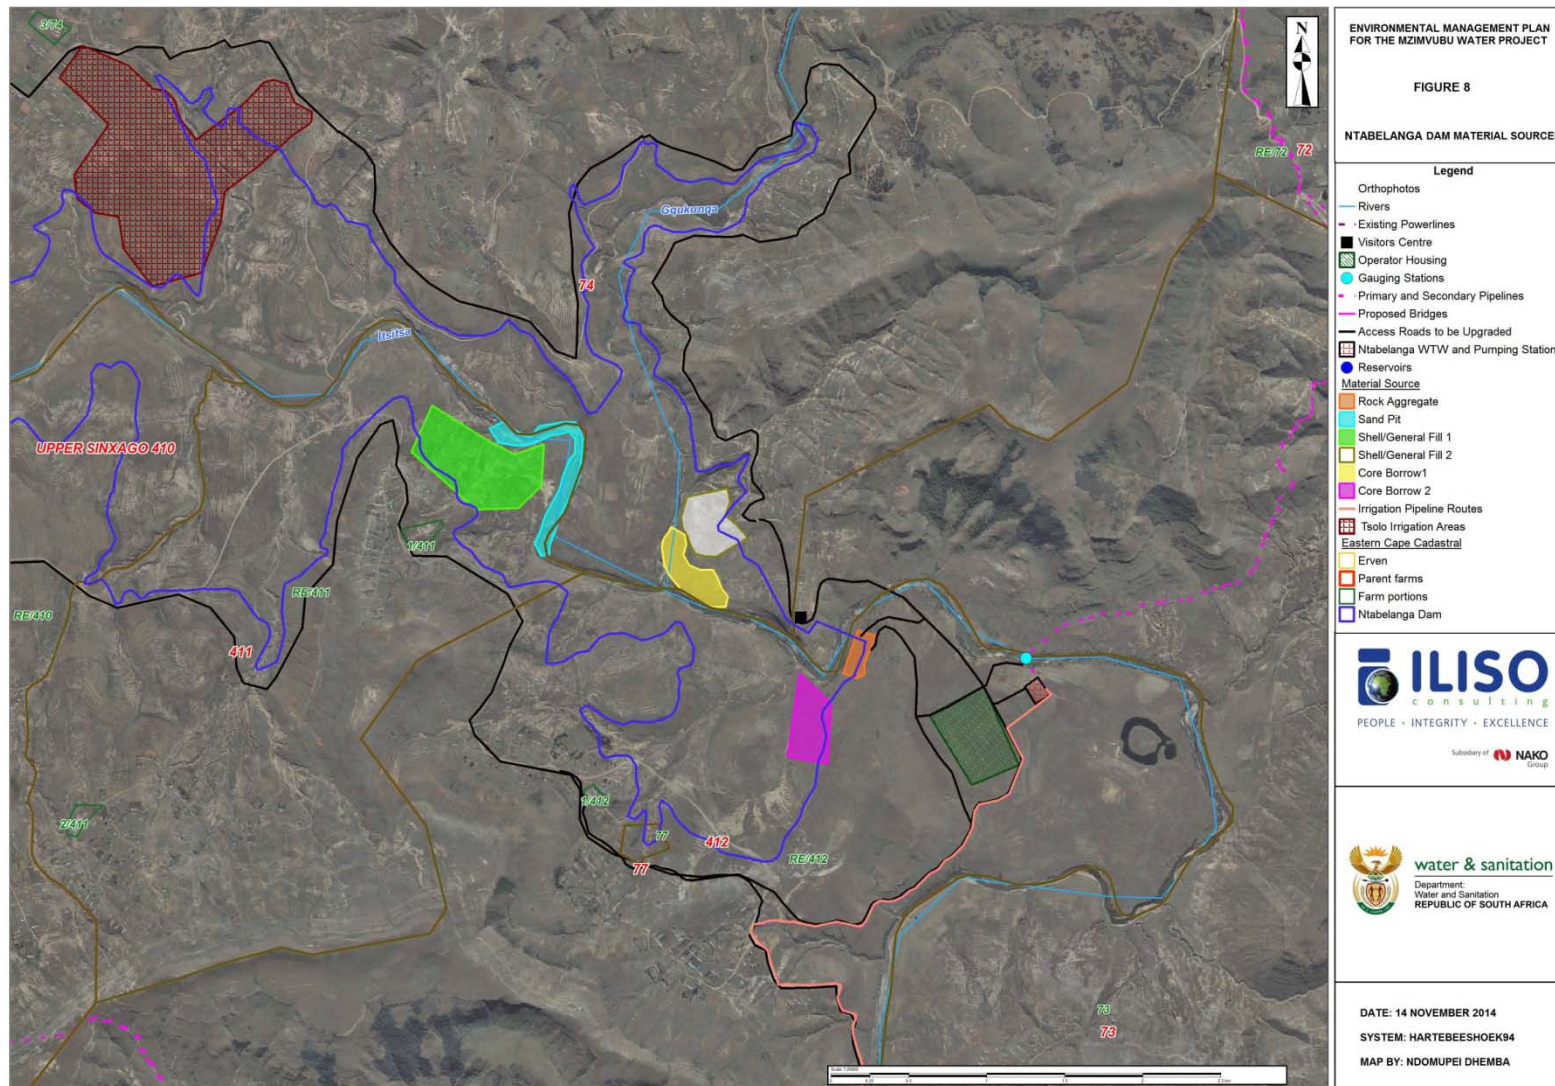 3/74
Gqukunqa
74
Itsitsa
UPPER SINXAGO 410
1/411
RE/411
RE/410
411
2/411
1/412
77
412
77
RE/412
RE/72
72
73
73
N
ENVIRONMENTAL MANAGEMENT PLAN
FOR THE MZIMVUBU WATER PROJECT
FIGURE 8
NTABELANGA DAM MATERIAL SOURCE
Legend
Orthophotos
Rivers
Existing Powerlines
Visitors Centre
Operator Housing
Gauging Stations
Primary and Secondary Pipelines
Proposed Bridges
Access Roads to be Upgraded
Ntabelanga WTW and Pumping Station
Reservoirs
Material Source
Rock Aggregate
Sand Pit
Shell/General Fill 1
Shell/General Fill 2
Core Borrow1
Core Borrow 2
Irrigation Pipeline Routes
Tsolo Irrigation Areas
Eastern Cape Cadastral
Erven
Parent farms
Farm portions
Ntabelanga Dam
ILISO
consulting
PEOPLE • INTEGRITY • EXCELLENCE
Subsidiary of NAKO
Group
water & sanitation
Department:
Water and Sanitation
REPUBLIC OF SOUTH AFRICA
DATE: 14 NOVEMBER 2014
SYSTEM: HARTEBEESHOEK94
MAP BY: NDOMUPEI DHEMBA